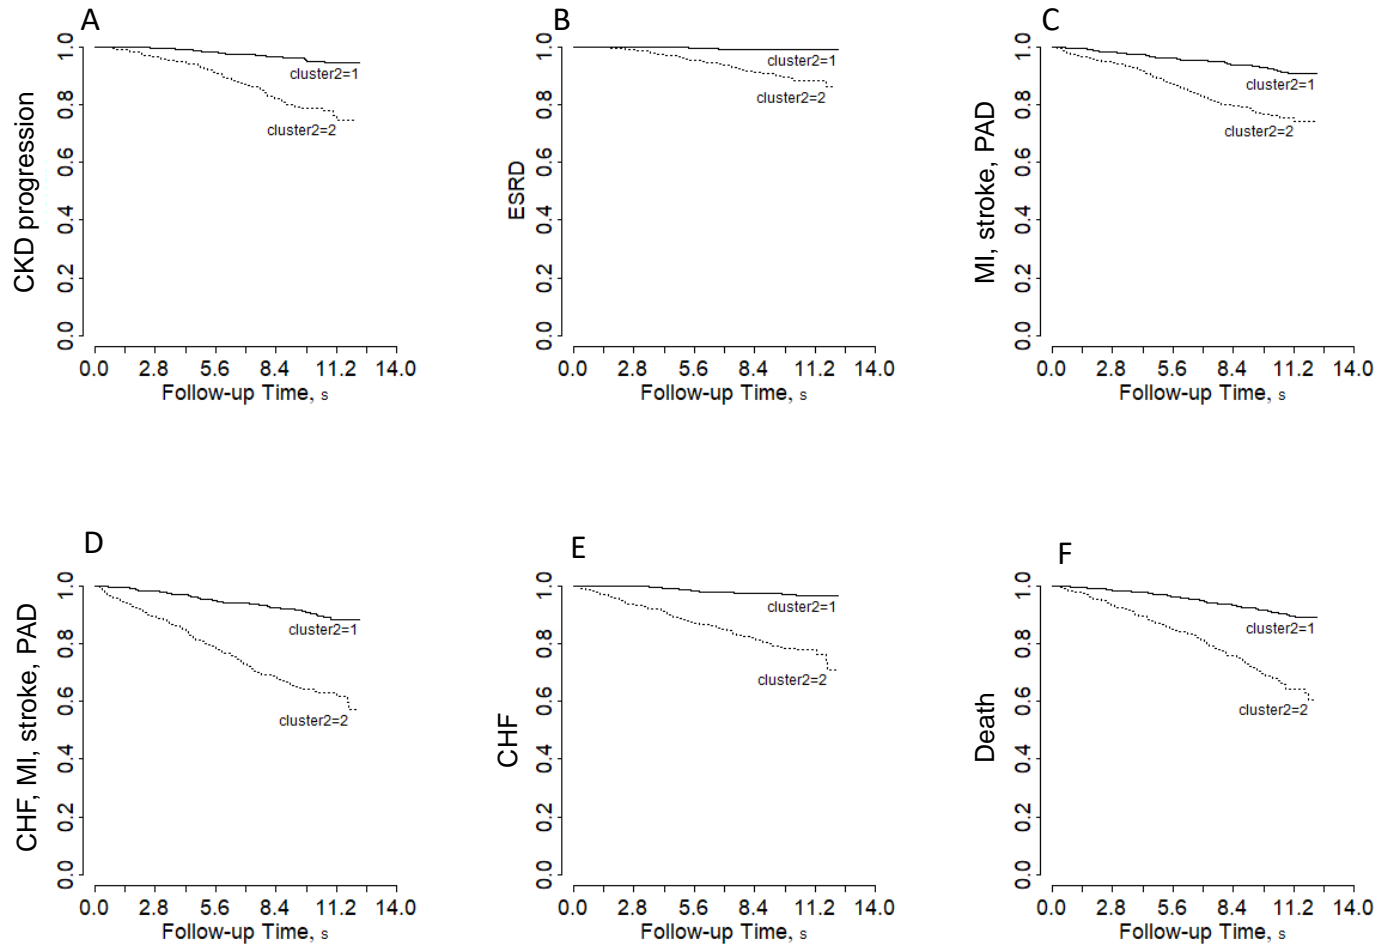 A
CKD progression
1.0
0.8
0.6
0.4
0.2
0.0
cluster2=1
cluster2=2
0.0 2.8 5.6 8.4 11.2 14.0
Follow-up Time, s
B
ESRD
1.0
0.8
0.6
0.4
0.2
0.0
cluster2=1
cluster2=2
0.0 2.8 5.6 8.4 11.2 14.0
Follow-up Time, s
C
MI, stroke, PAD
1.0
0.8
0.6
0.4
0.2
0.0
cluster2=1
cluster2=2
0.0 2.8 5.6 8.4 11.2 14.0
Follow-up Time, s
D
CHF, MI, stroke, PAD
1.0
0.8
0.6
0.4
0.2
0.0
cluster2=1
cluster2=2
0.0 2.8 5.6 8.4 11.2 14.0
Follow-up Time, s
E
CHF
1.0
0.8
0.6
0.4
0.2
0.0
cluster2=1
cluster2=2
0.0 2.8 5.6 8.4 11.2 14.0
Follow-up Time, s
F
Death
1.0
0.8
0.6
0.4
0.2
0.0
cluster2=1
cluster2=2
0.0 2.8 5.6 8.4 11.2 14.0
Follow-up Time, s